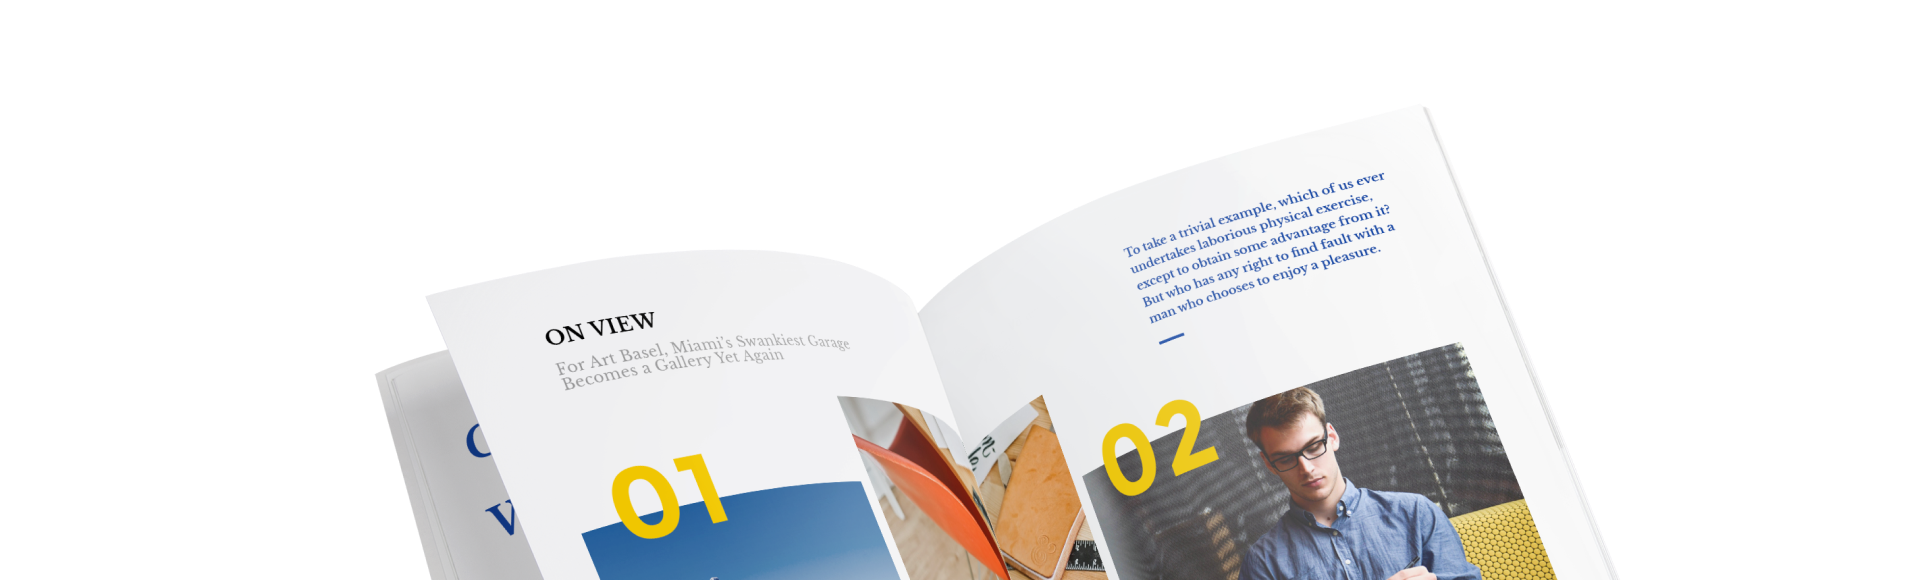 ON VIEW
For Art Basel, Miami's Swankiest Garage
Becomes a Gallery Yet Again
01
To take a trivial example, which of us ever
undertakes laborious physical exercise,
except to obtain some advantage from it?
But who has any right to find fault with a
man who chooses to enjoy a pleasure.
02